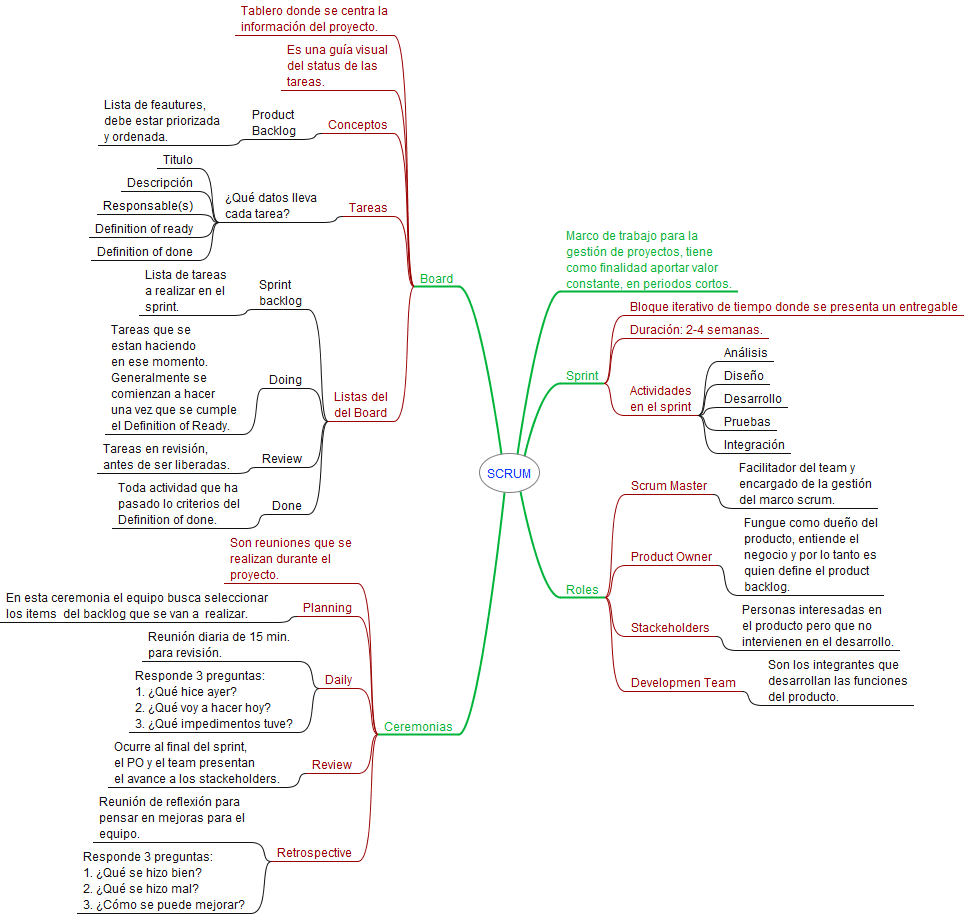 SCRUM
Marco de trabajo para la
gestión de proyectos, tiene
como finalidad aportar valor
constante, en periodos cortos.
Sprint
Bloque iterativo de tiempo donde se presenta un entregable
Duración: 2-4 semanas.
Actividades
en el sprint
Análisis
Diseño
Desarrollo
Pruebas
Integración
Roles
Scrum Master
Facilitador del team y
encargado de la gestión
del marco scrum.
Product Owner
Fungue como dueño del
producto, entiende el
negocio y por lo tanto es
quien define el product
backlog.
Stackeholders
Personas interesadas en
el producto pero que no
intervienen en el desarrollo.
Developmen Team
Son los integrantes que
desarrollan las funciones
del producto.
Board
Tablero donde se centra la
información del proyecto.
Es una guía visual
del status de las
tareas.
Conceptos
Product
Backlog
Lista de feautures,
debe estar priorizada
y ordenada.
Tareas
¿Qué datos lleva
cada tarea?
Titulo
Descripción
Responsable(s)
Definition of ready
Definition of done
Listas del
del Board
Sprint
backlog
Lista de tareas
a realizar en el
sprint.
Doing
Tareas que se
estan haciendo
en ese momento.
Generalmente se
comienzan a hacer
una vez que se cumple
el Definition of Ready.
Review
Tareas en revisión,
antes de ser liberadas.
Done
Toda actividad que ha
pasado lo criterios del
Definition of done.
Ceremonias
Son reuniones que se
realizan durante el
proyecto.
Planning
En esta ceremonia el equipo busca seleccionar
los items  del backlog que se van a  realizar.
Daily
Reunión diaria de 15 min.
para revisión.
Responde 3 preguntas:
1. ¿Qué hice ayer?
2. ¿Qué voy a hacer hoy?
3. ¿Qué impedimentos tuve?
Review
Ocurre al final del sprint,
el PO y el team presentan
el avance a los stackeholders.
Retrospective
Reunión de reflexión para
pensar en mejoras para el
equipo.
Responde 3 preguntas:
1. ¿Qué se hizo bien?
2. ¿Qué se hizo mal?
3. ¿Cómo se puede mejorar?